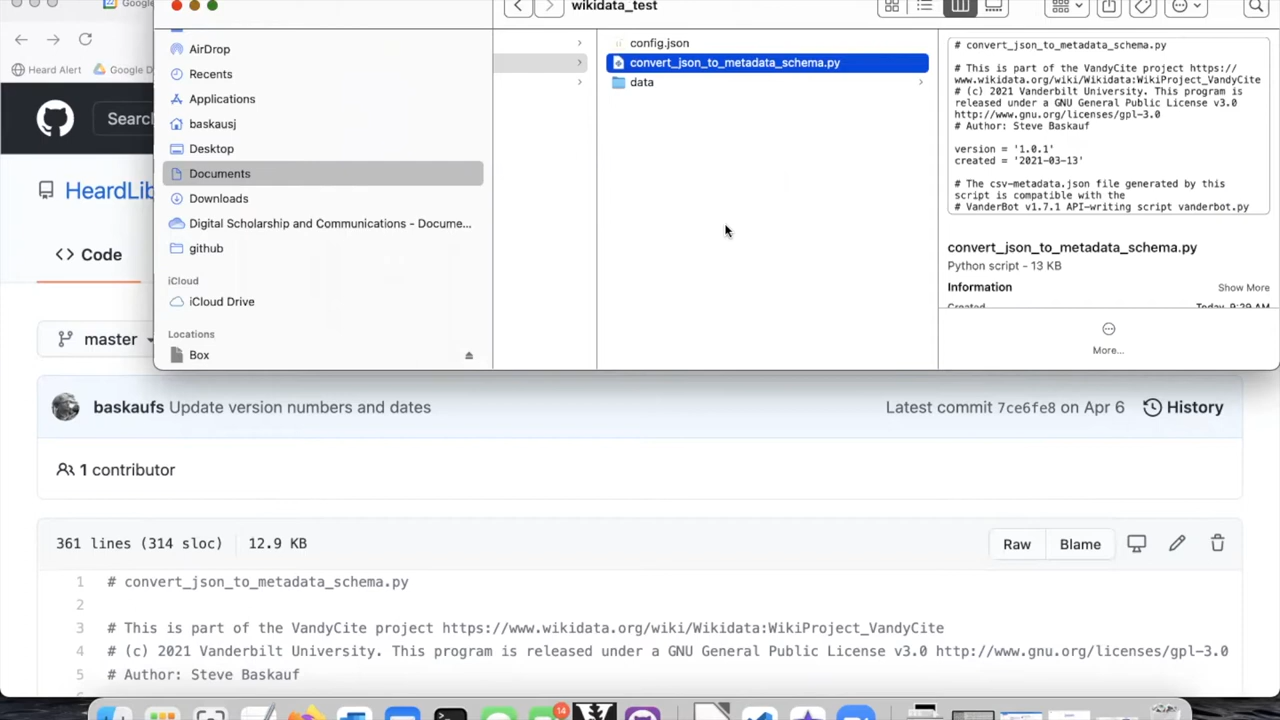 Google
wikidata_test
Heard Alert
Google D
Search
HeardLib
<> Code
master
AirDrop
Recents
Applications
baskausj
Desktop
Documents
Downloads
Digital Scholarship and Communications - Docume...
github
iCloud
iCloud Drive
Locations
Box
config.json
convert_json_to_metadata_schema.py
data
# convert_json_to_metadata_schema.py
# This is part of the VandyCite project https://
www.wikidata.org/wiki/Wikidata:WikiProject_VandyCite
# (c) 2021 Vanderbilt University. This program is
released under a GNU General Public License v3.0
http://www.gnu.org/licenses/gpl-3.0
# Author: Steve Baskauf
version = '1.0.1'
created = '2021-03-13'
# The csv-metadata.json file generated by this
script is compatible with the
# VanderBot v1.7.1 API-writing script vanderbot.py
convert_json_to_metadata_schema.py
Python script - 13 KB
Information Show More
Created Today, 9:29 AM
More...
baskaufs Update version numbers and dates
Latest commit 7ce6fe8 on Apr 6 History
1 contributor
361 lines (314 sloc) 12.9 KB
Raw Blame
1 # convert_json_to_metadata_schema.py
2
3 # This is part of the VandyCite project https://www.wikidata.org/wiki/Wikidata:WikiProject_VandyCite
4 # (c) 2021 Vanderbilt University. This program is released under a GNU General Public License v3.0 http://www.gnu.org/licenses/gpl-3.0
5 # Author: Steve Baskauf
14